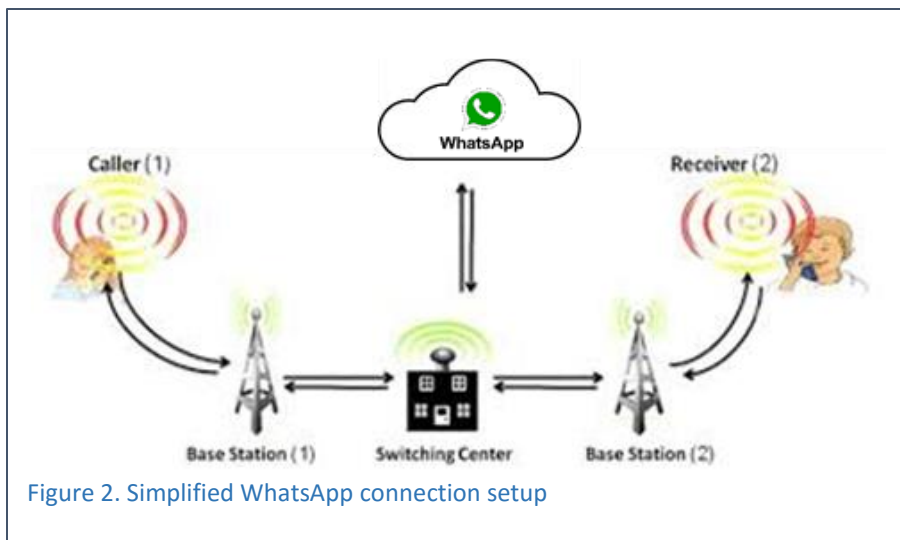 WhatsApp
Caller (1)
Receiver (2)
Base Station (1)
Switching Center
Base Station (2)
Figure 2. Simplified WhatsApp connection setup